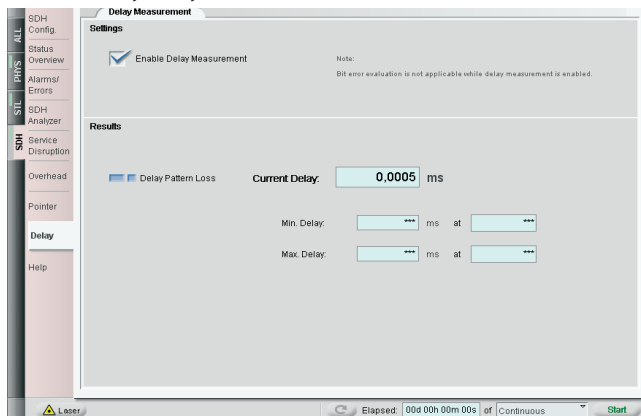 Delay Measurement
ALL
PHYS
STL
SDH
SDH
Config.
Status
Overview
Alarms/
Errors
SDH
Analyzer
Service
Disruption
Overhead
Pointer
Delay
Help
Settings
Enable Delay Measurement
Note:
Bit error evaluation is not applicable while delay measurement is enabled.
Results
Delay Pattern Loss
Current Delay: 0,0005 ms
Min. Delay: *** ms at ***
Max. Delay: *** ms at ***
Laser
Elapsed: 00d 00h 00m 00s of Continuous
Start